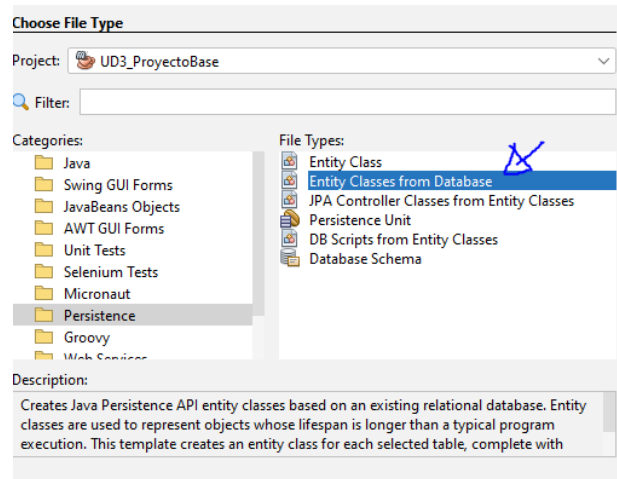 Choose File Type
Project: UD3_ProyectoBase
Filter:
Categories:
Java
Swing GUI Forms
JavaBeans Objects
AWT GUI Forms
Unit Tests
Selenium Tests
Micronaut
Persistence
Groovy
Web Services
File Types:
Entity Class
Entity Classes from Database
JPA Controller Classes from Entity Classes
Persistence Unit
DB Scripts from Entity Classes
Database Schema
Description:
Creates Java Persistence API entity classes based on an existing relational database. Entity
classes are used to represent objects whose lifespan is longer than a typical program
execution. This template creates an entity class for each selected table, complete with